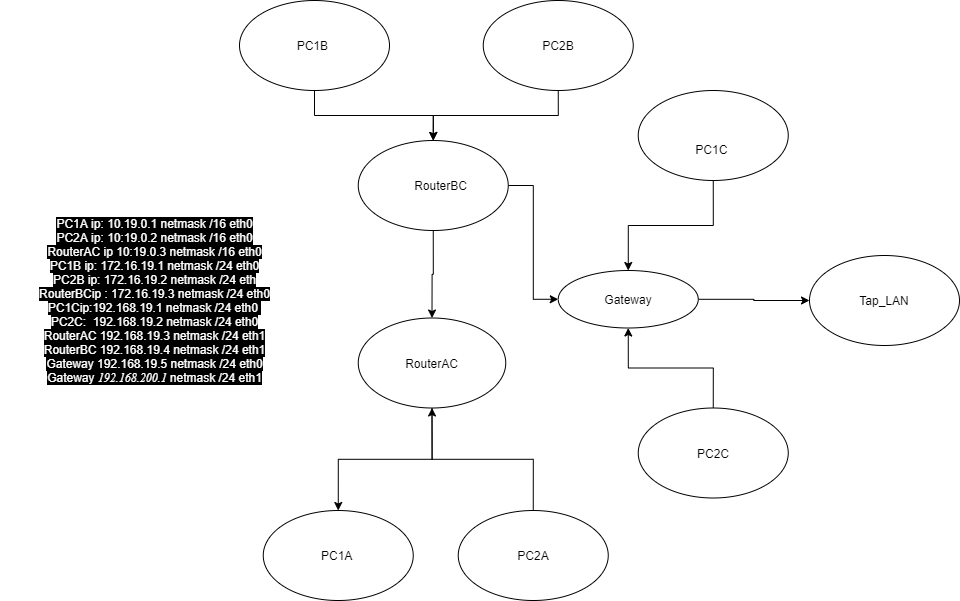 PC1B
PC2B
PC1C
RouterBC
PC1A ip: 10.19.0.1 netmask /16 eth0
PC2A ip: 10:19.0.2 netmask /16 eth0
RouterAC ip 10:19.0.3 netmask /16 eth0
PC1B ip: 172.16.19.1 netmask /24 eth0
PC2B ip: 172.16.19.2 netmask /24 eth
RouterBCip : 172.16.19.3 netmask /24 eth0
PC1Cip:192.168.19.1 netmask /24 eth0
PC2C:  192.168.19.2 netmask /24 eth0
RouterAC 192.168.19.3 netmask /24 eth1
RouterBC 192.168.19.4 netmask /24 eth1
Gateway 192.168.19.5 netmask /24 eth0
Gateway 192.168.200.1 netmask /24 eth1
Gateway
Tap_LAN
RouterAC
PC2C
PC1A
PC2A